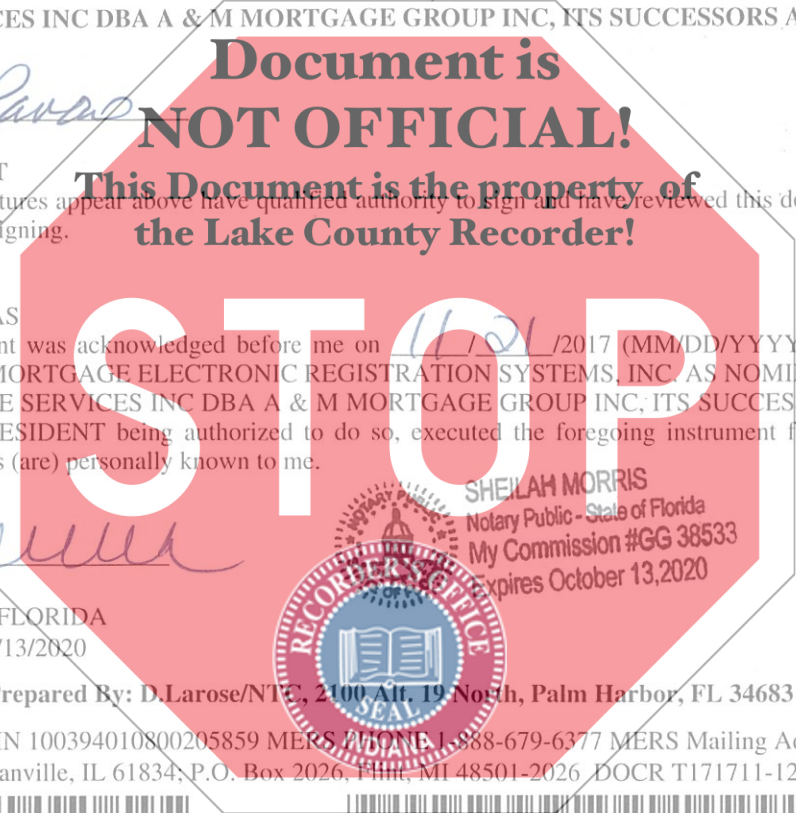 CES INC DBA A & M MORTGAGE GROUP INC, ITS SUCCESSORS A
Document is
NOT OFFICIAL!
T
This Document is the property of
tures appear above have qualified authority to sign and have reviewed this do
igning.
the Lake County Recorder!
STOP
AS
nt was acknowledged before me on 11/21/2017 (MM/DD/YYYY
MORTGAGE ELECTRONIC REGISTRATION SYSTEMS, INC. AS NOMI
E SERVICES INC DBA A & M MORTGAGE GROUP INC, ITS SUCCES
ESIDENT being authorized to do so, executed the foregoing instrument f
s (are) personally known to me.
NOTARY PUBLIC
SHEILAH MORRIS
Notary Public - State of Florida
My Commission #GG 38533
Expires October 13,2020
RECORDER'S OFFICE
SEAL
INDIANA
FLORIDA
/13/2020
Prepared By: D.Larose/NTC, 2100 Alt. 19 North, Palm Harbor, FL 34683
IN 100394010800205859 MERS PHONE 1-888-679-6377 MERS Mailing Ad
anville, IL 61834; P.O. Box 2026, Flint, MI 48501-2026 DOCR T171711-12